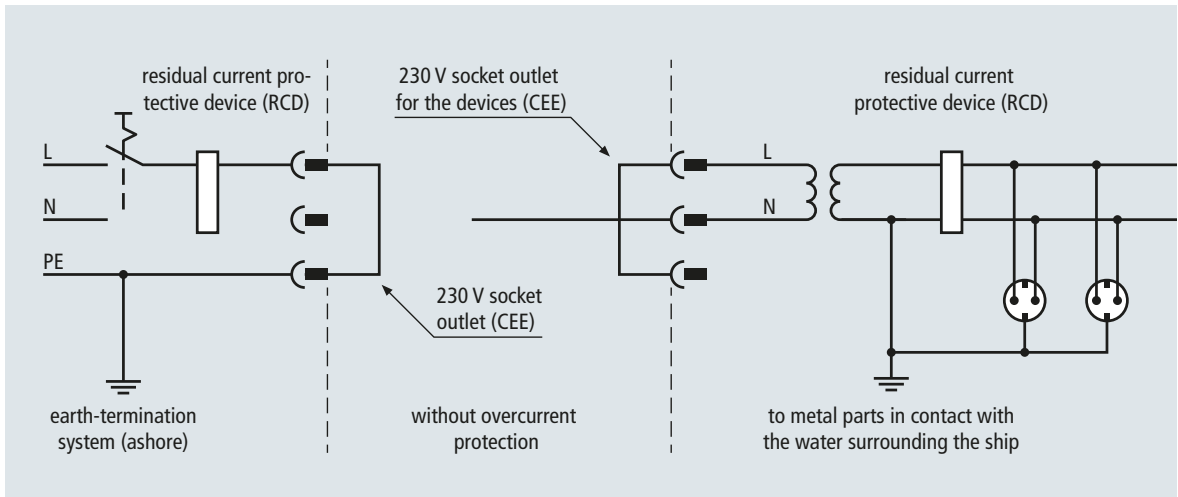 residual current pro-
tective device (RCD)
230 V socket outlet
for the devices (CEE)
residual current
protective device (RCD)
L
N
PE
L
N
230 V socket
outlet (CEE)
earth-termination
system (ashore)
without overcurrent
protection
to metal parts in contact with
the water surrounding the ship